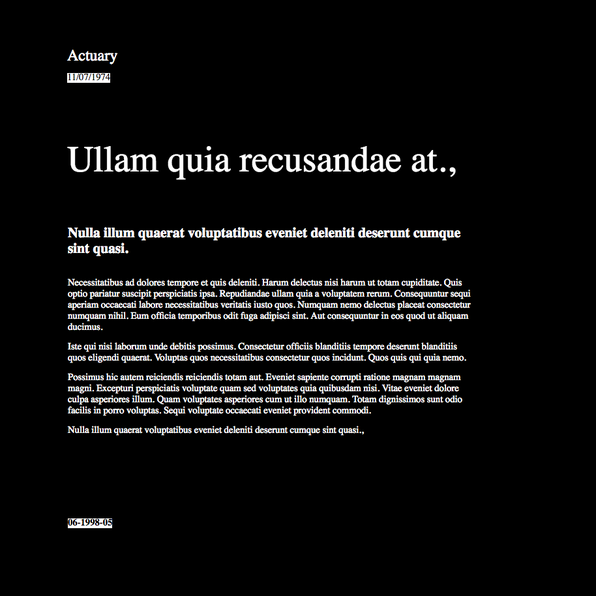 Actuary
11/07/1974
Ullam quia recusandae at.,
Nulla illum quaerat voluptatibus eveniet deleniti deserunt cumque
sint quasi.
Necessitatibus ad dolores tempore et quis deleniti. Harum delectus nisi harum ut totam cupiditate. Quis
optio pariatur suscipit perspiciatis ipsa. Repudiandae ullam quia a voluptatem rerum. Consequuntur sequi
aperiam occaecati labore necessitatibus veritatis iusto quos. Numquam nemo delectus placeat consectetur
numquam nihil. Eum officia temporibus odit fuga adipisci sint. Aut consequuntur in eos quod ut aliquam
ducimus.
Iste qui nisi laborum unde debitis possimus. Consectetur officiis blanditiis tempore deserunt blanditiis
quos eligendi quaerat. Voluptas quos necessitatibus consectetur quos incidunt. Quos quis qui quia nemo.
Possimus hic autem reiciendis reiciendis totam aut. Eveniet sapiente corrupti ratione magnam magnam
magni. Excepturi perspiciatis voluptate quam sed voluptates quia quibusdam nisi. Vitae eveniet dolore
culpa asperiores illum. Quam voluptates asperiores cum ut illo numquam. Totam dignissimos sunt odio
facilis in porro voluptas. Sequi voluptate occaecati eveniet provident commodi.
Nulla illum quaerat voluptatibus eveniet deleniti deserunt cumque sint quasi.,
06-1998-05